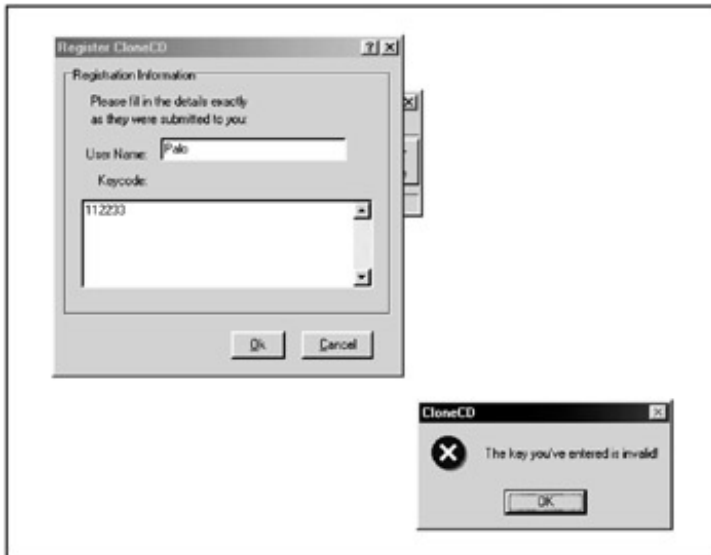 Register CloneCD
Registration Information
Please fill in the details exactly
as they were submitted to you:
User Name: Palo
Keycode:
112233
Ok Cancel
CloneCD
The key you've entered is invalid!
OK